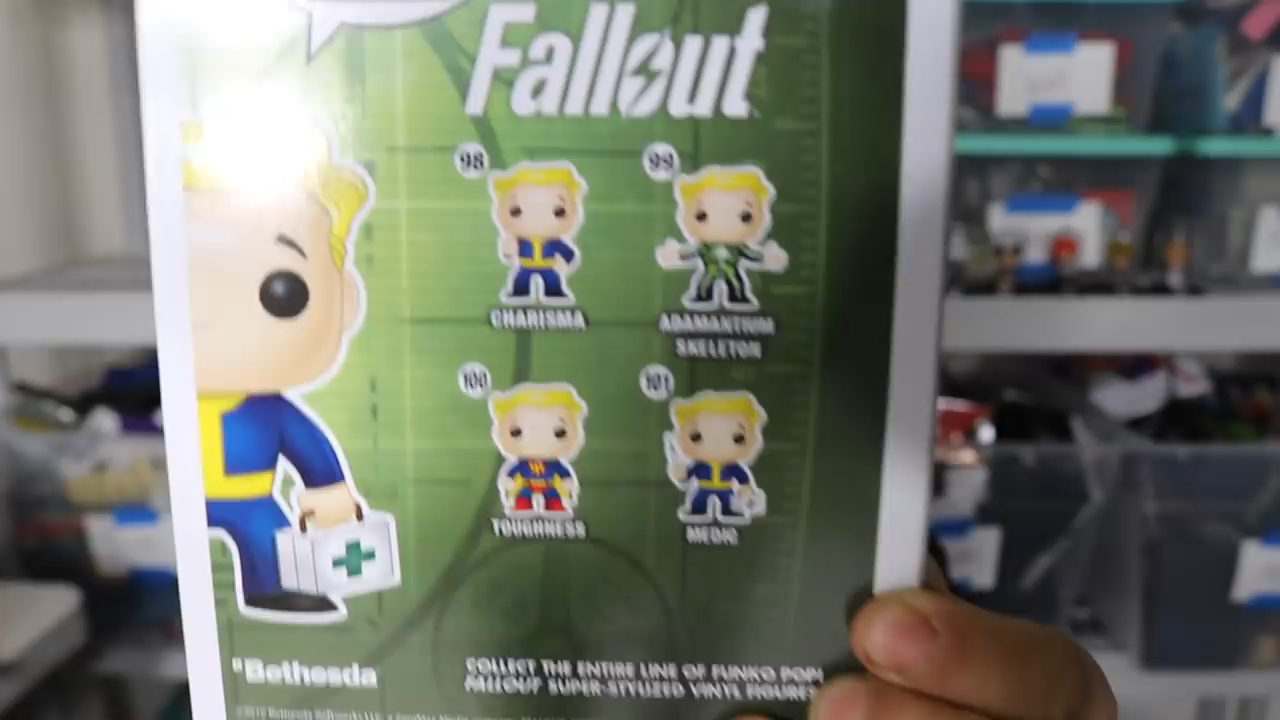 Fallout
98
99
CHARISMA
ADAMANTIUM
SKELETON
100
101
TOUGHNESS
MEDIC
Bethesda
COLLECT THE ENTIRE LINE OF FUNKO POP!
FALLOUT SUPER-STYLIZED VINYL FIGURES